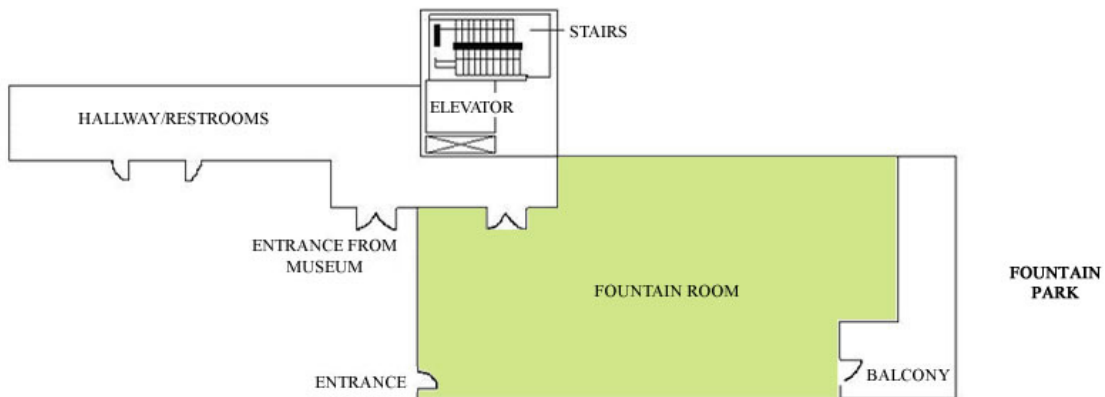 STAIRS
ELEVATOR
HALLWAY/RESTROOMS
ENTRANCE FROM
MUSEUM
FOUNTAIN ROOM
FOUNTAIN
PARK
ENTRANCE
BALCONY